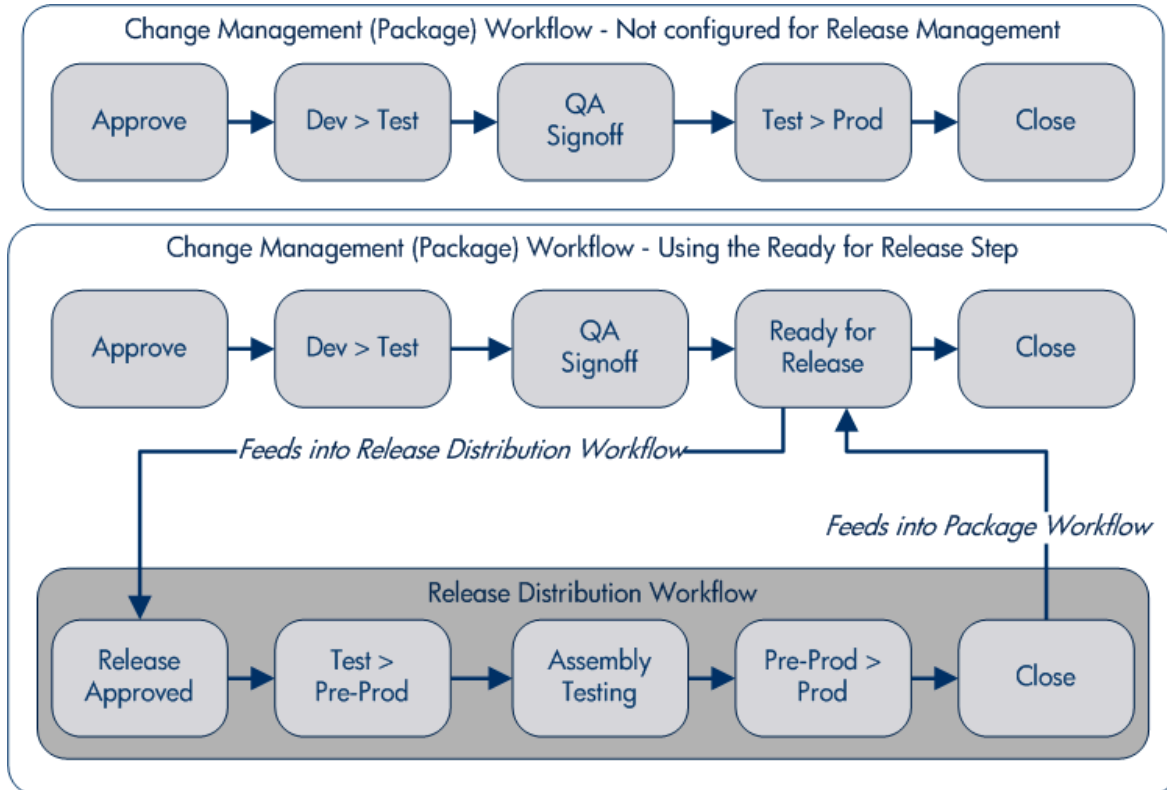 Change Management (Package) Workflow - Not configured for Release Management
Approve
Dev > Test
QA
Signoff
Test > Prod
Close
Change Management (Package) Workflow - Using the Ready for Release Step
Approve
Dev > Test
QA
Signoff
Ready for
Release
Close
Feeds into Release Distribution Workflow
Feeds into Package Workflow
Release Distribution Workflow
Release
Approved
Test >
Pre-Prod
Assembly
Testing
Pre-Prod >
Prod
Close